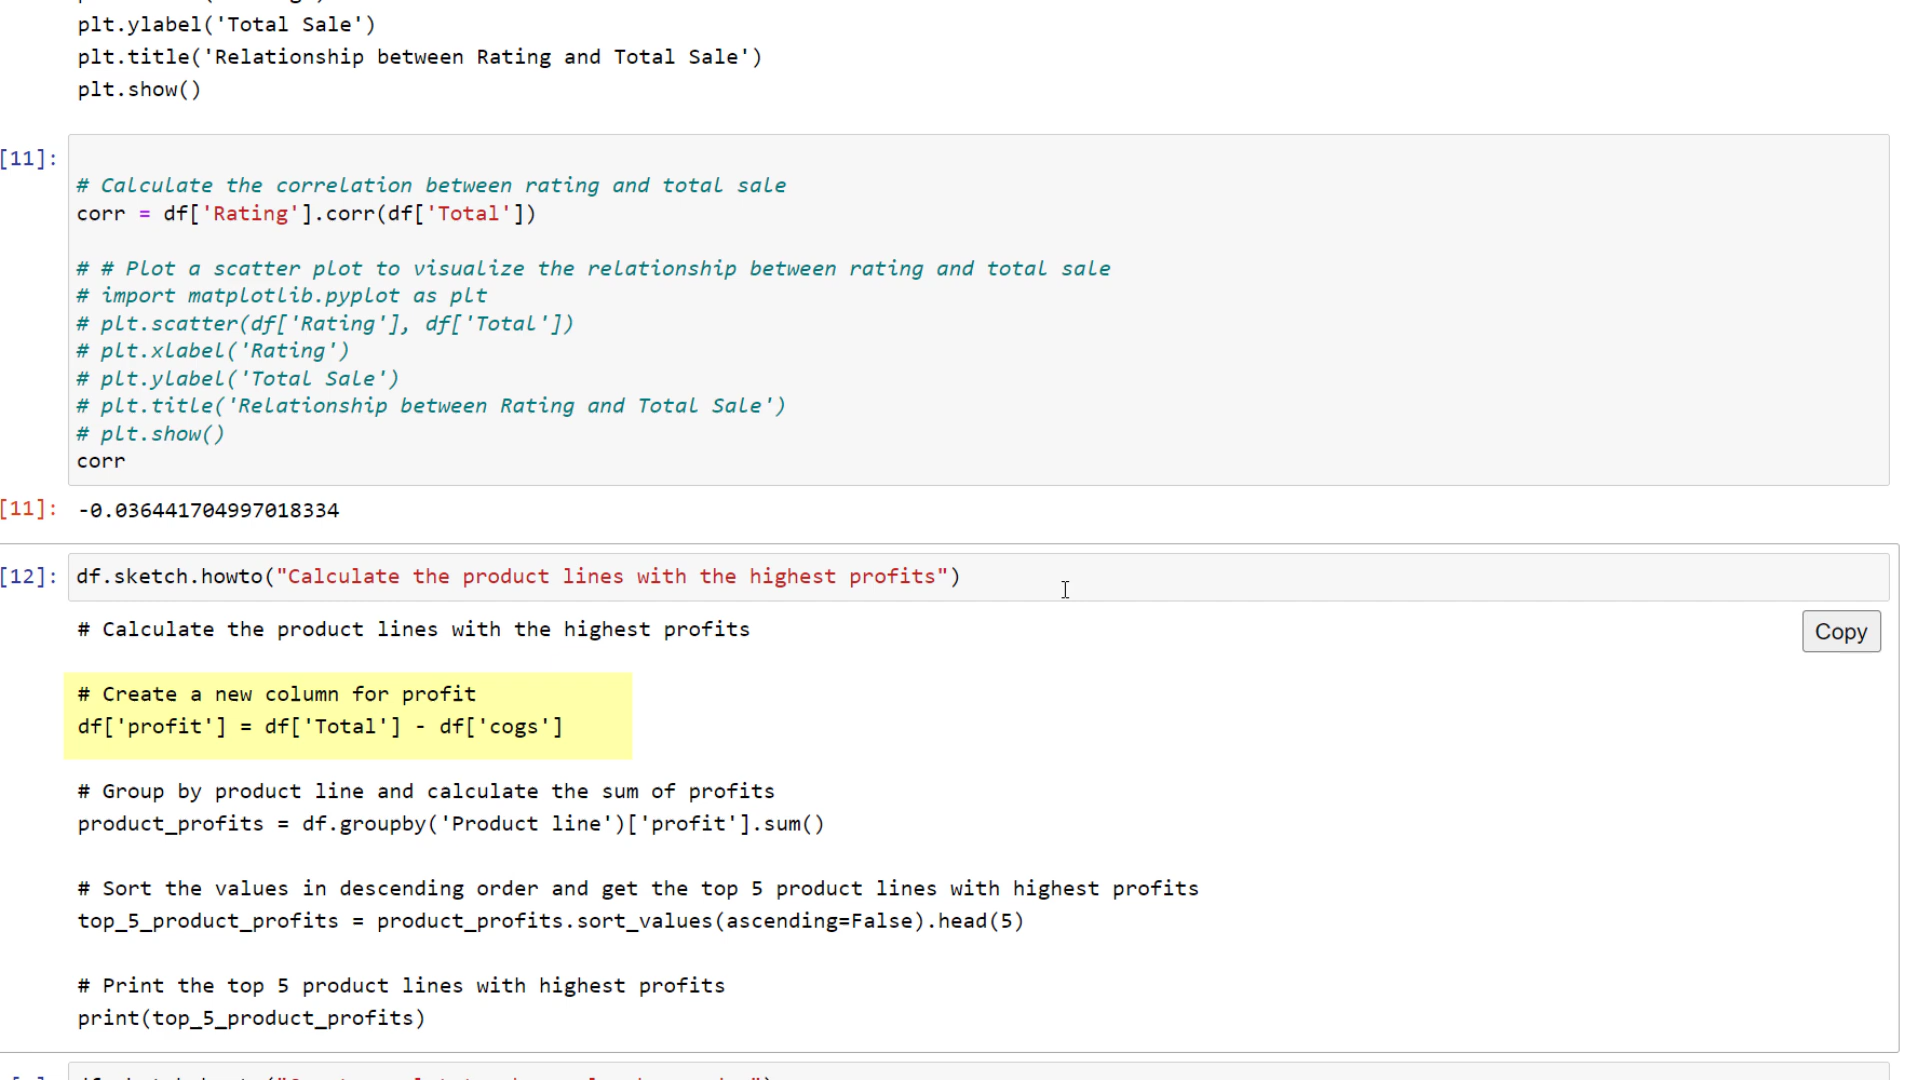 plt.ylabel('Total Sale')
plt.title('Relationship between Rating and Total Sale')
plt.show()
[11]:
# Calculate the correlation between rating and total sale
corr = df['Rating'].corr(df['Total'])
# # Plot a scatter plot to visualize the relationship between rating and total sale
# import matplotlib.pyplot as plt
# plt.scatter(df['Rating'], df['Total'])
# plt.xlabel('Rating')
# plt.ylabel('Total Sale')
# plt.title('Relationship between Rating and Total Sale')
# plt.show()
corr
[11]: -0.036441704997018334
[12]: df.sketch.howto("Calculate the product lines with the highest profits")
# Calculate the product lines with the highest profits
Copy
# Create a new column for profit
df['profit'] = df['Total'] - df['cogs']
# Group by product line and calculate the sum of profits
product_profits = df.groupby('Product line')['profit'].sum()
# Sort the values in descending order and get the top 5 product lines with highest profits
top_5_product_profits = product_profits.sort_values(ascending=False).head(5)
# Print the top 5 product lines with highest profits
print(top_5_product_profits)